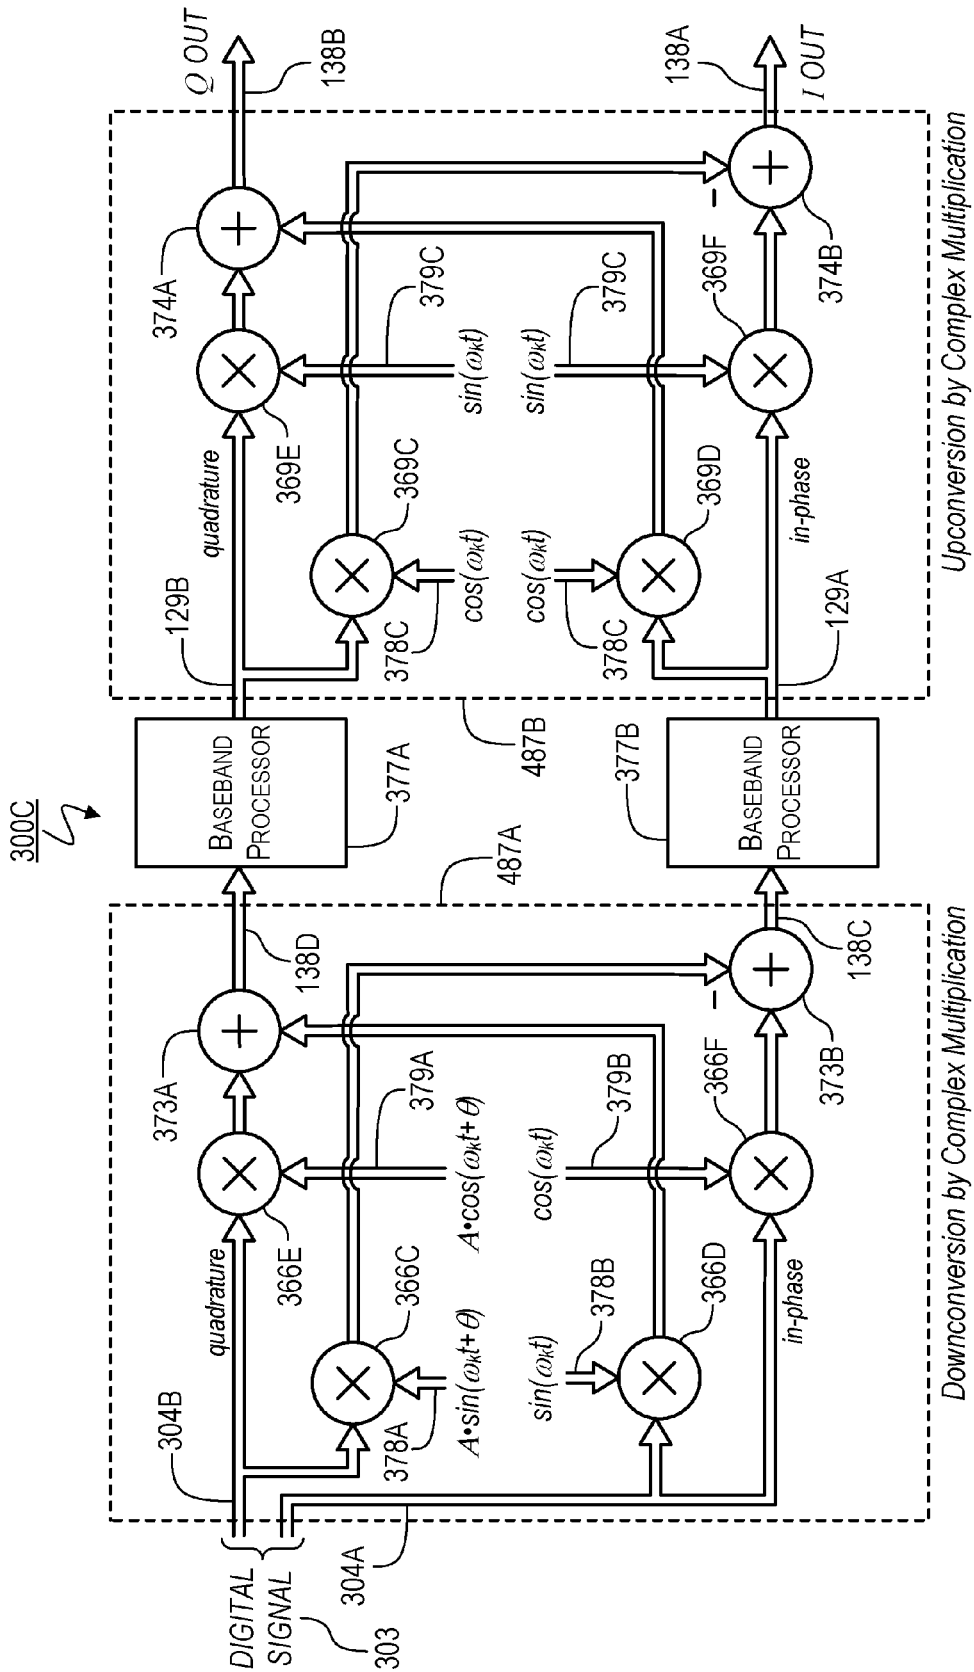 300C
DIGITAL
SIGNAL
303
304B
304A
quadrature
366E
373A
138D
366C
378A
A•sin(ωkt+θ)
A•cos(ωkt+θ)
379A
sin(ωkt)
378B
cos(ωkt)
379B
366D
in-phase
366F
373B
138C
487A
Downconversion by Complex Multiplication
BASEBAND
PROCESSOR
377A
BASEBAND
PROCESSOR
377B
487B
129B
quadrature
369E
374A
Q OUT
138B
369C
378C
cos(ωkt)
sin(ωkt)
379C
cos(ωkt)
378C
sin(ωkt)
379C
369D
129A
in-phase
369F
374B
-
-
138A
I OUT
Upconversion by Complex Multiplication